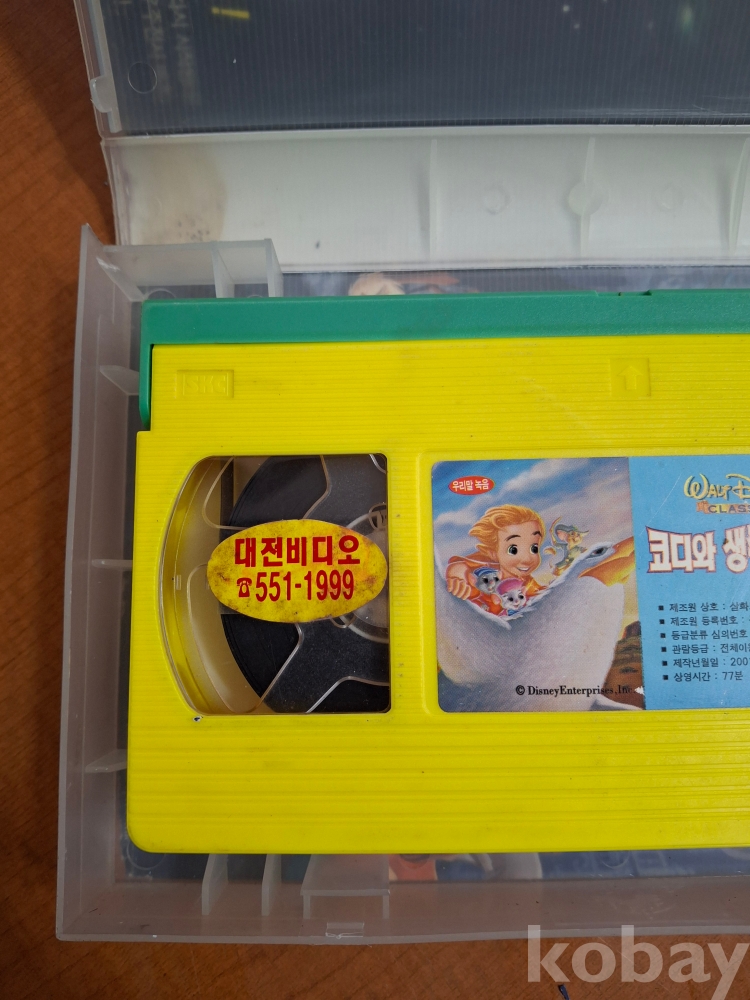 SKC
대전비디오
☎551-1999
우리말 녹음
WALT D
CLASS
코디와 생
■ 제조원 상호 : 삼화
■ 제조원 등록번호 :
■ 등급분류 심의번호
■ 관람등급 : 전체이
■ 제작년월일 : 200
■ 상영시간 : 77분
© DisneyEnterprises, Inc.
kobay